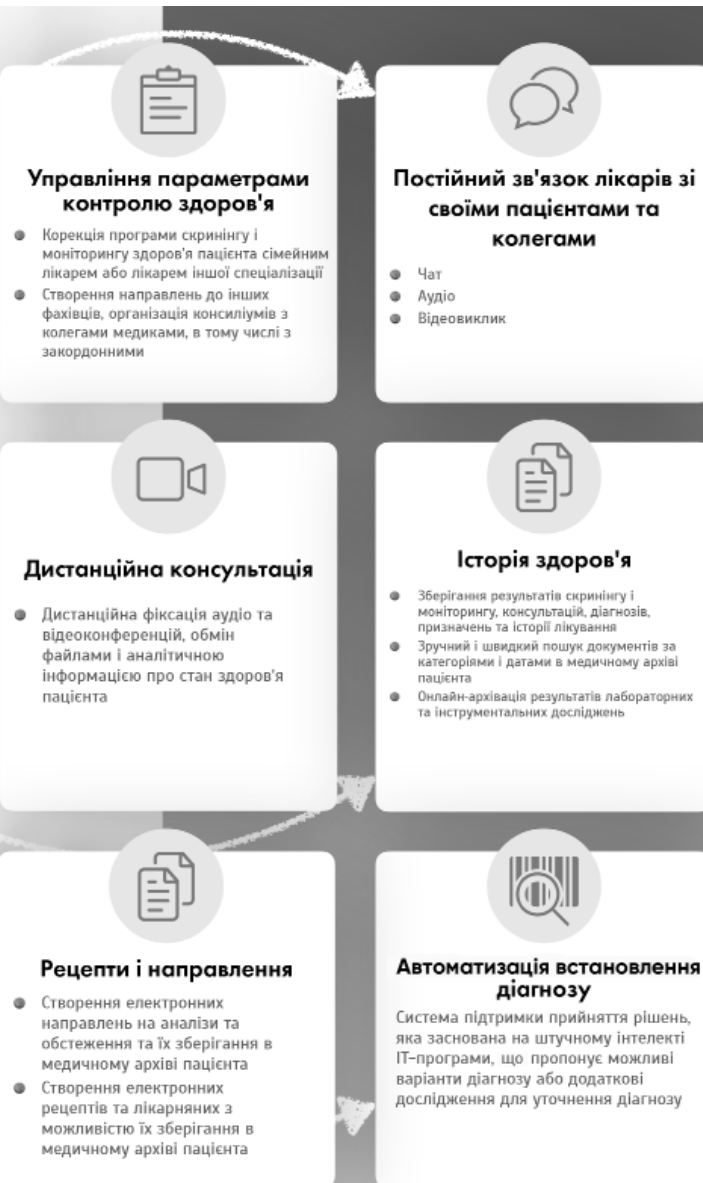 Управління параметрами
контролю здоров'я
Корекція програми скринінгу і
моніторингу здоров'я пацієнта сімейним
лікарем або лікарем іншої спеціалізації
Створення направлень до інших
фахівців, організація консиліумів з
колегами медиками, в тому числі з
закордонними
Постійний зв'язок лікарів зі
своїми пацієнтами та
колегами
Чат
Аудіо
Відеовиклик
Дистанційна консультація
Дистанційна фіксація аудіо та
відеоконференцій, обмін
файлами і аналітичною
інформацією про стан здоров'я
пацієнта
Історія здоров'я
Зберігання результатів скринінгу і
моніторингу, консультацій, діагнозів,
призначень та історії лікування
Зручний і швидкий пошук документів за
категоріями і датами в медичному архіві
пацієнта
Онлайн-архівація результатів лабораторних
та інструментальних досліджень
Рецепти і направлення
Створення електронних
направлень на аналізи та
обстеження та їх зберігання в
медичному архіві пацієнта
Створення електронних
рецептів та лікарняних з
можливістю їх зберігання в
медичному архіві пацієнта
Автоматизація встановлення
діагнозу
Система підтримки прийняття рішень,
яка заснована на штучному інтелекті
ІТ-програми, що пропонує можливі
варіанти діагнозу або додаткові
дослідження для уточнення діагнозу